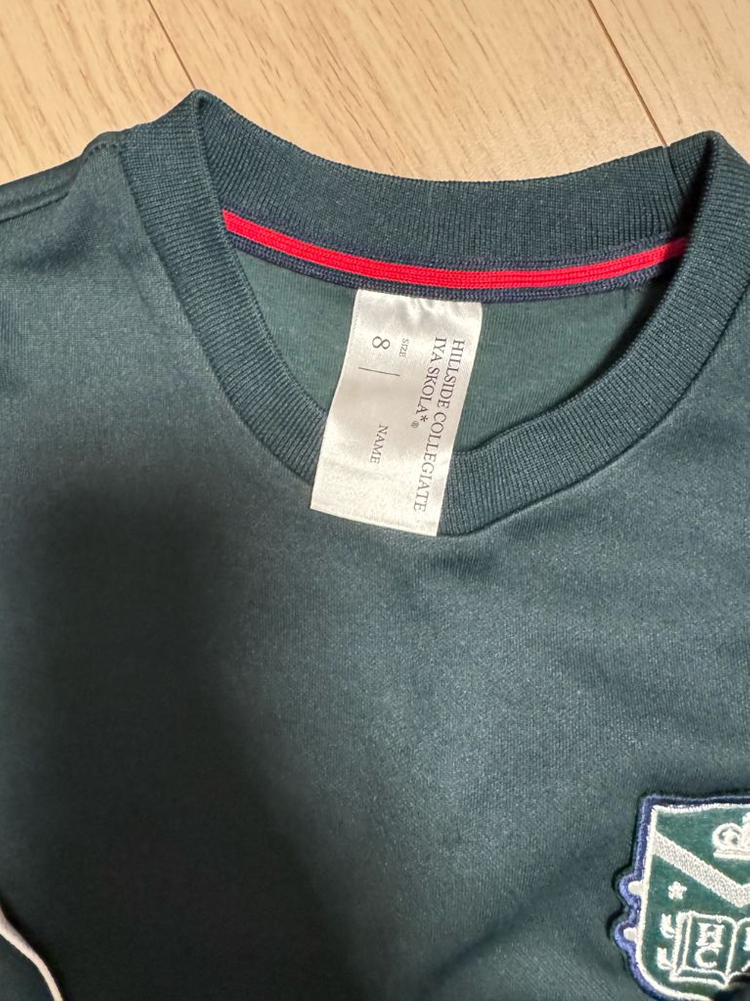 HILLSIDE COLLEGIATE
IYA SKOLA*®
SIZE
8
NAME
H
C